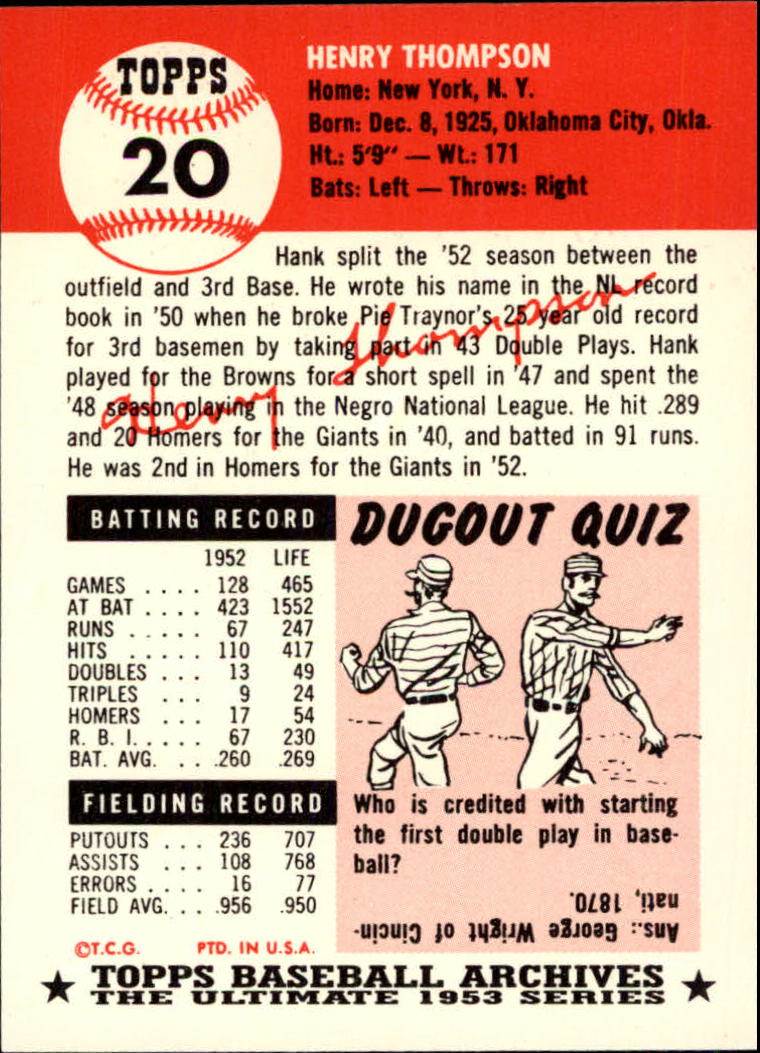 TOPPS
20
HENRY THOMPSON
Home: New York, N. Y.
Born: Dec. 8, 1925, Oklahoma City, Okla.
Ht.: 5'9" — Wt.: 171
Bats: Left — Throws: Right
Hank split the '52 season between the
outfield and 3rd Base. He wrote his name in the NL record
book in '50 when he broke Pie Traynor's 25 year old record
for 3rd basemen by taking part in 43 Double Plays. Hank
played for the Browns for a short spell in '47 and spent the
'48 season playing in the Negro National League. He hit .289
and 20 Homers for the Giants in '40, and batted in 91 runs.
He was 2nd in Homers for the Giants in '52.
Henry Thompson
BATTING RECORD
1952 LIFE
GAMES .... 128 465
AT BAT .... 423 1552
RUNS ..... 67 247
HITS ..... 110 417
DOUBLES ... 13 49
TRIPLES ... 9 24
HOMERS ... 17 54
R. B. I. .... 67 230
BAT. AVG. ... .260 .269
FIELDING RECORD
PUTOUTS ... 236 707
ASSISTS ... 108 768
ERRORS .... 16 77
FIELD AVG. ... .956 .950
©T.C.G. PTD. IN U.S.A.
DUGOUT QUIZ
Who is credited with starting
the first double play in base-
ball?
Ans.: George Wright of Cincin-
nati, 1870.
TOPPS BASEBALL ARCHIVES
THE ULTIMATE 1953 SERIES